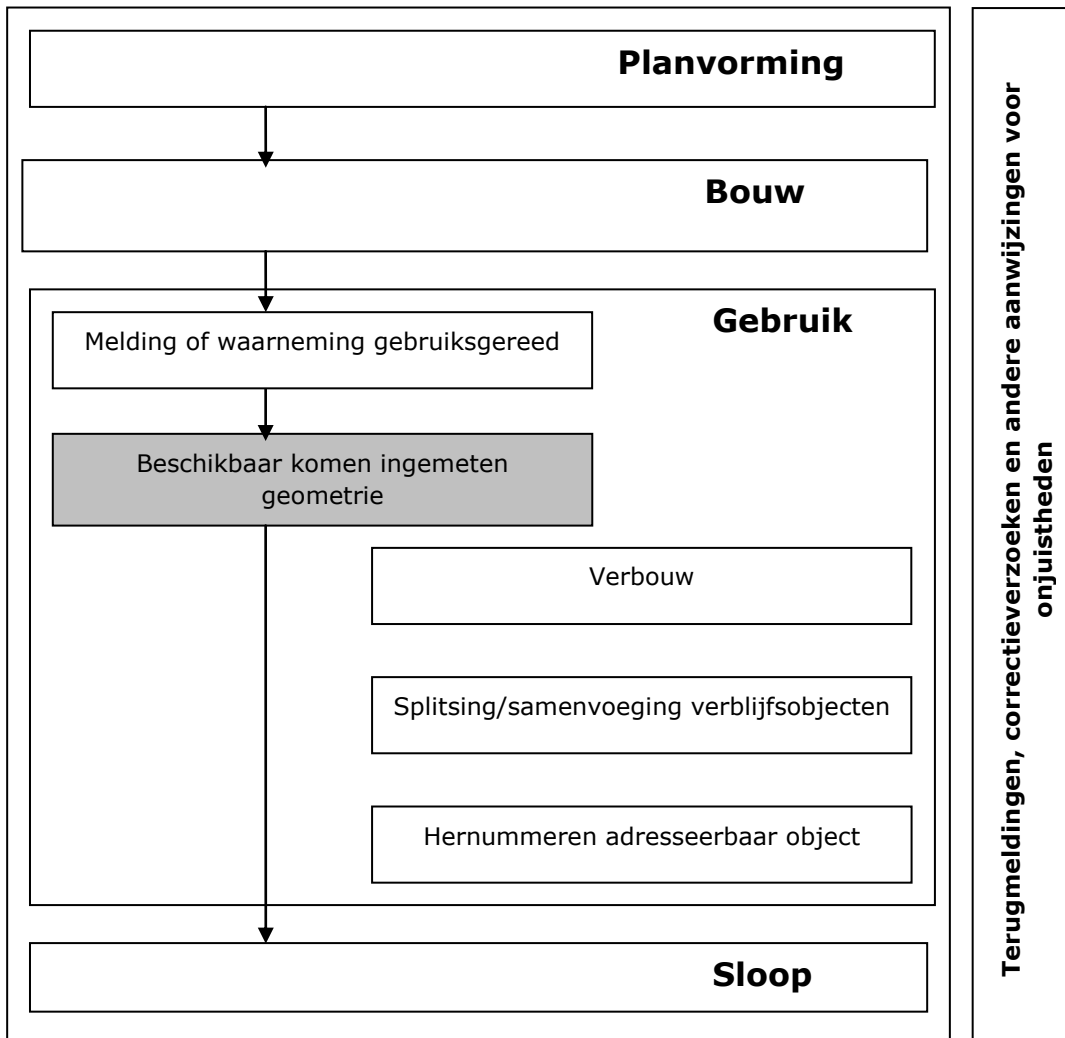 Planvorming
Bouw
Gebruik
Melding of waarneming gebruiksgereed
Beschikbaar komen ingemeten
geometrie
Verbouw
Splitsing/samenvoeging verblijfsobjecten
Hernummeren adresseerbaar object
Sloop
Terugmeldingen, correctieverzoeken en andere aanwijzingen voor
onjuistheden